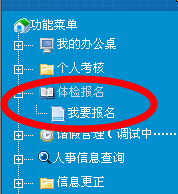 功能菜单
我的办公桌
个人考核
体检报名
我要报名
管理（调试中……
人事信息查询
信息更正